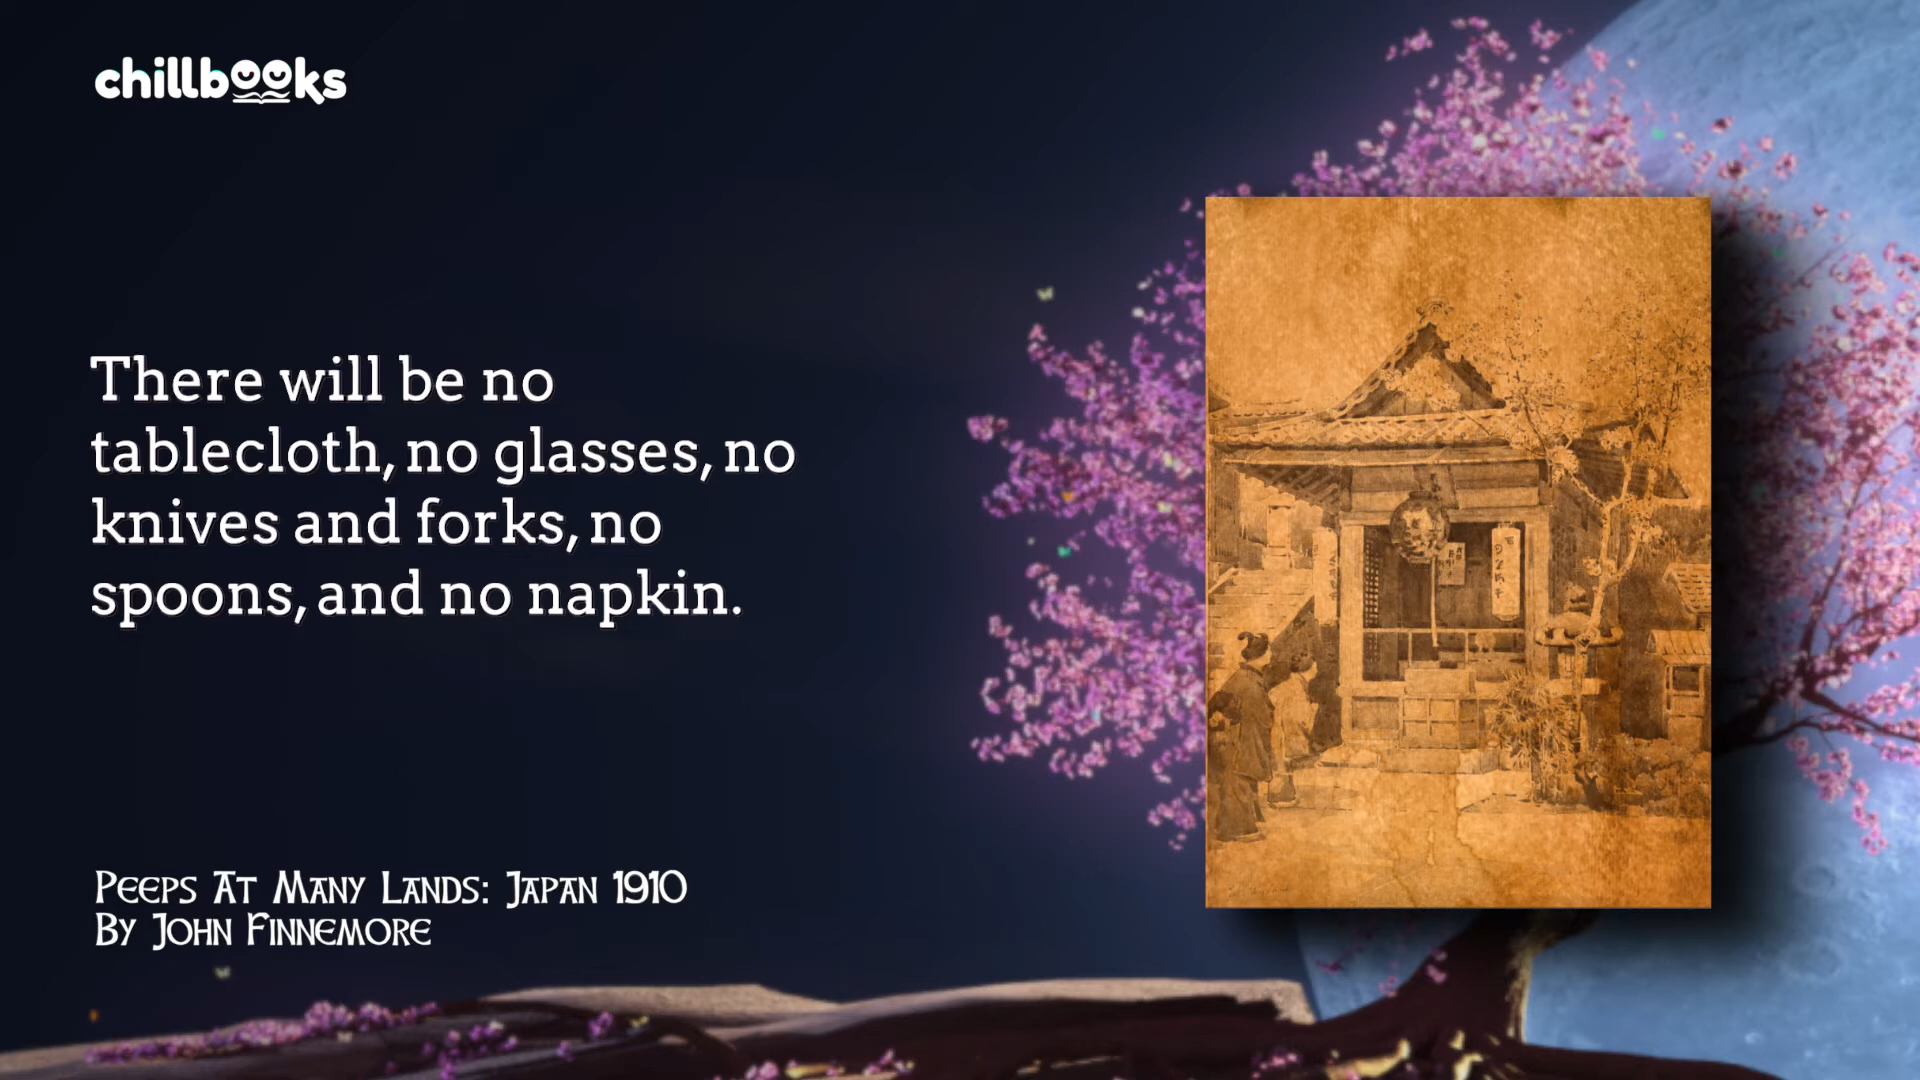 chillbooks
There will be no
tablecloth, no glasses, no
knives and forks, no
spoons, and no napkin.
Peeps At Many Lands: Japan 1910
By John Finnemore